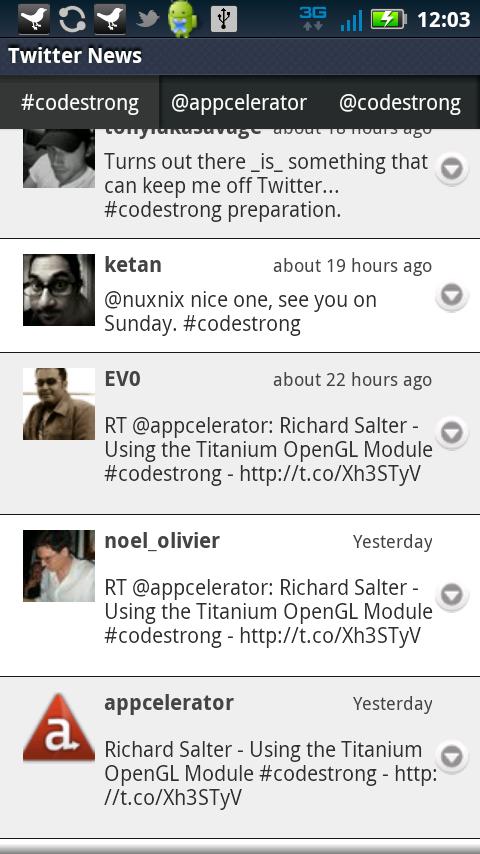 3G
12:03
Twitter News
#codestrong
@appcelerator
@codestrong
tonylukasavage about 18 hours ago
Turns out there _is_ something that
can keep me off Twitter...
#codestrong preparation.
ketan about 19 hours ago
@nuxnix nice one, see you on
Sunday. #codestrong
EV0 about 22 hours ago
RT @appcelerator: Richard Salter -
Using the Titanium OpenGL Module
#codestrong - http://t.co/Xh3STyV
noel_olivier Yesterday
RT @appcelerator: Richard Salter -
Using the Titanium OpenGL Module
#codestrong - http://t.co/Xh3STyV
a
appcelerator Yesterday
Richard Salter - Using the Titanium
OpenGL Module #codestrong - http:
//t.co/Xh3STyV